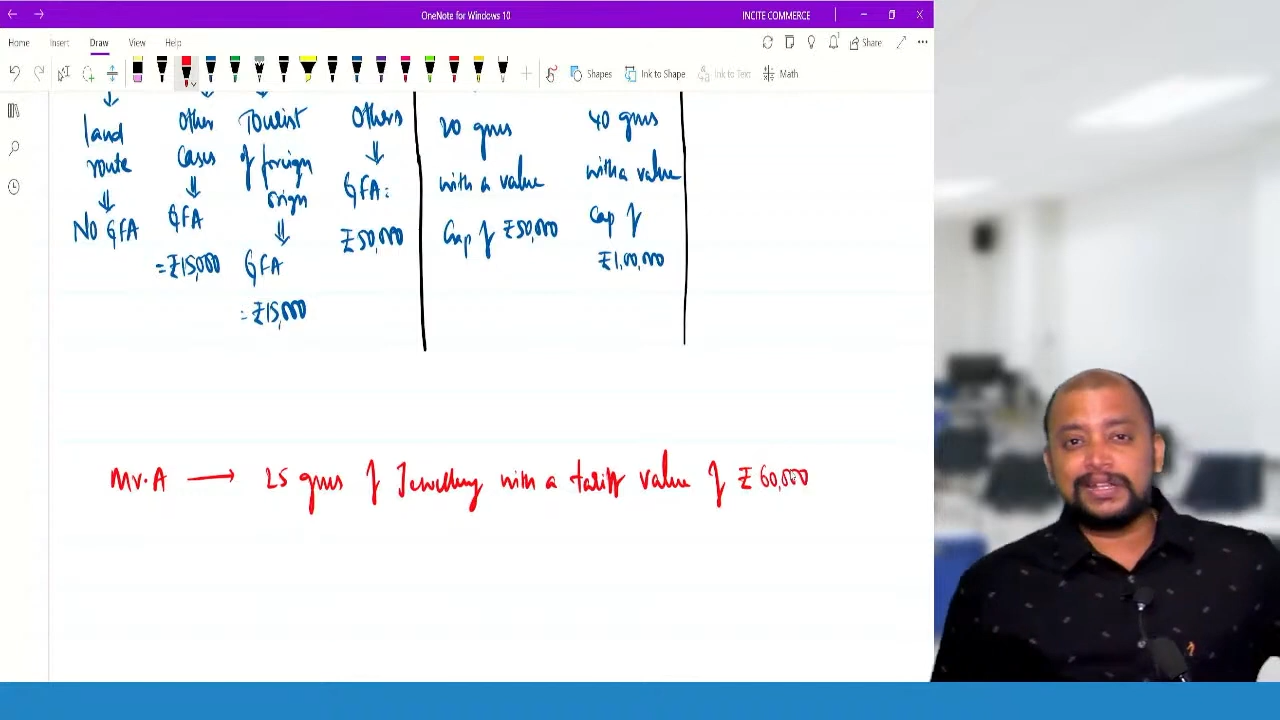 OneNote for Windows 10
INCITE COMMERCE
Home Insert Draw View Help
Share
Shapes
Ink to Shape
Ink to Text
Math
land
route
⇓
NO GFA
Other
Cases
⇓
GFA
= ₹15,000
Tourist
of foreign
origin
⇓
GFA
= ₹15,000
Others
⇓
GFA:
₹50,000
20 gms
with a value
Cap of ₹50,000
40 gms
with a value
Cap of
₹1,00,000
Mr.A → 25 gms of Jewellery with a tariff value of ₹ 60,000